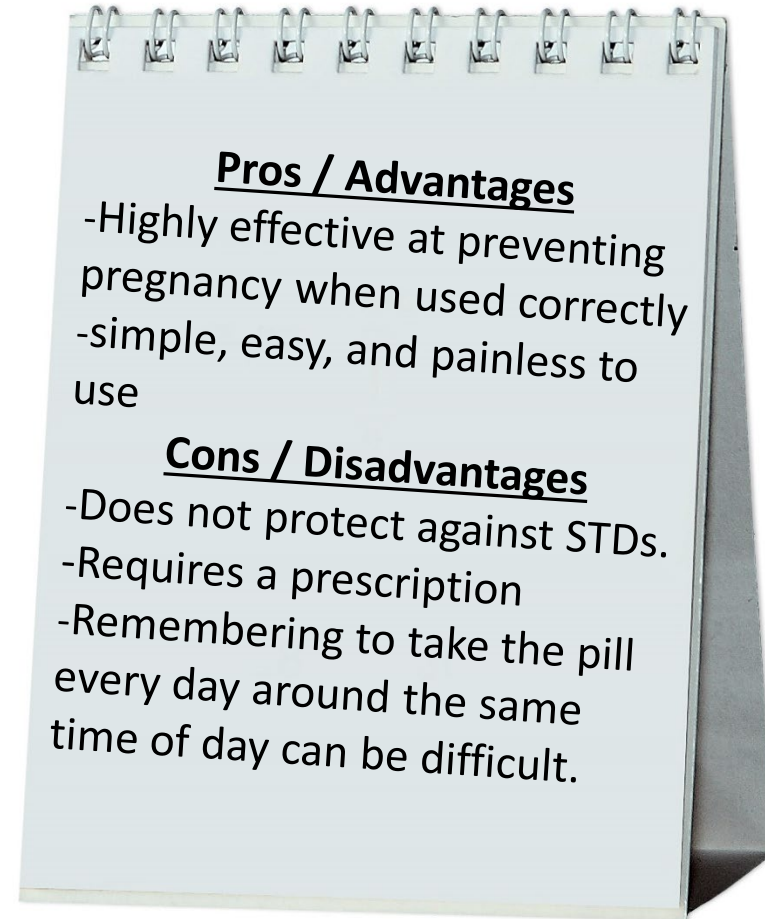 Pros / Advantages
-Highly effective at preventing
pregnancy when used correctly
-simple, easy, and painless to
use
Cons / Disadvantages
-Does not protect against STDs.
-Requires a prescription
-Remembering to take the pill
every day around the same
time of day can be difficult.